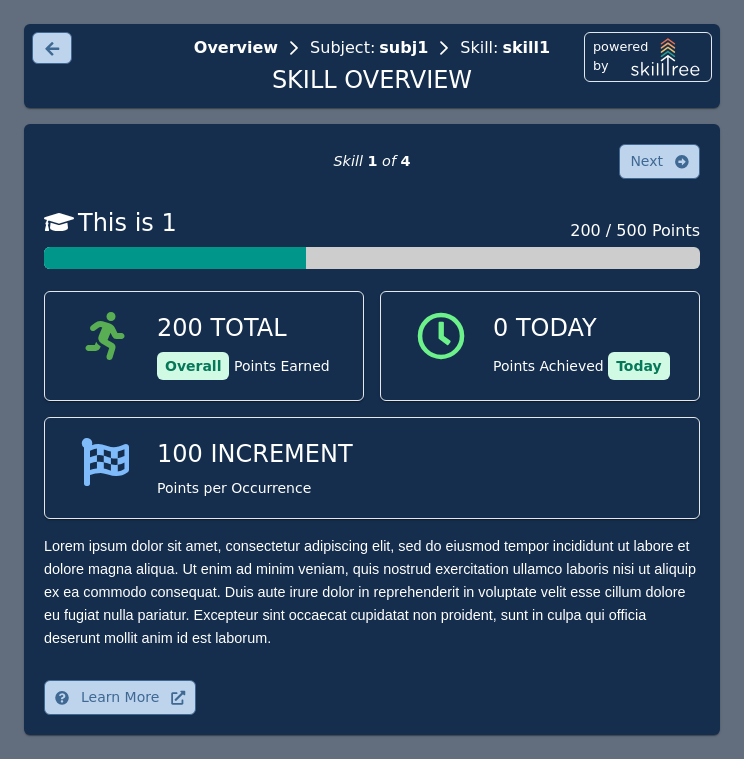 Overview > Subject: subj1 > Skill: skill1
SKILL OVERVIEW
powered
by skilltree
Skill 1 of 4
Next
This is 1
200 / 500 Points
200 TOTAL
Overall Points Earned
0 TODAY
Points Achieved Today
100 INCREMENT
Points per Occurrence
Lorem ipsum dolor sit amet, consectetur adipiscing elit, sed do eiusmod tempor incididunt ut labore et
dolore magna aliqua. Ut enim ad minim veniam, quis nostrud exercitation ullamco laboris nisi ut aliquip
ex ea commodo consequat. Duis aute irure dolor in reprehenderit in voluptate velit esse cillum dolore
eu fugiat nulla pariatur. Excepteur sint occaecat cupidatat non proident, sunt in culpa qui officia
deserunt mollit anim id est laborum.
Learn More